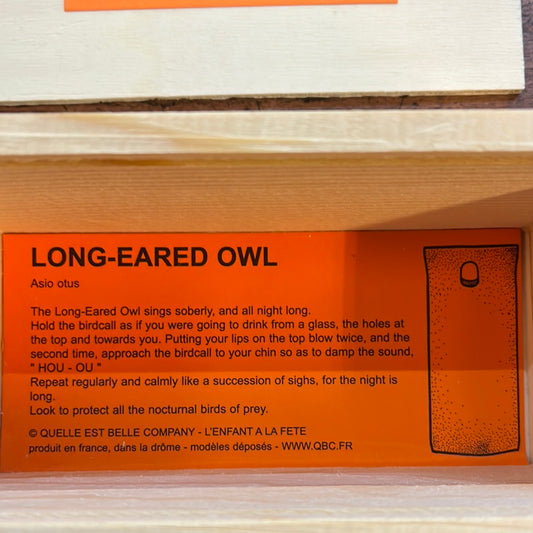 LONG-EARED OWL
Asio otus
The Long-Eared Owl sings soberly, and all night long.
Hold the birdcall as if you were going to drink from a glass, the holes at
the top and towards you. Putting your lips on the top blow twice, and the
second time, approach the birdcall to your chin so as to damp the sound,
" HOU - OU "
Repeat regularly and calmly like a succession of sighs, for the night is
long.
Look to protect all the nocturnal birds of prey.
© QUELLE EST BELLE COMPANY - L'ENFANT A LA FETE
produit en france, dans la drôme - modèles déposés - WWW.QBC.FR